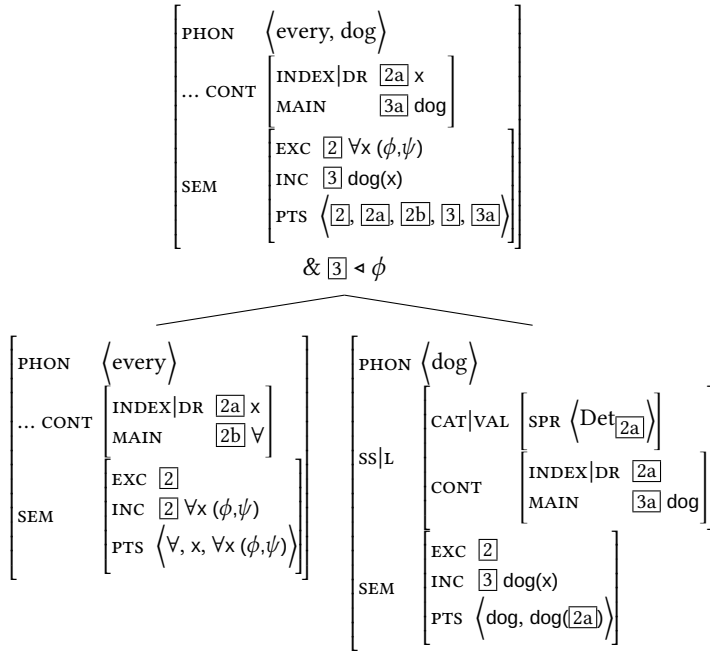 PHON ⟨every, dog⟩
... CONT [INDEX|DR [2a] x
MAIN [3a] dog]
SEM [EXC [2] ∀x (ϕ,ψ)
INC [3] dog(x)
PTS ⟨[2], [2a], [2b], [3], [3a]⟩]
& [3] ◁ ϕ
PHON ⟨every⟩
... CONT [INDEX|DR [2a] x
MAIN [2b] ∀]
SEM [EXC [2]
INC [2] ∀x (ϕ,ψ)
PTS ⟨∀, x, ∀x (ϕ,ψ)⟩]
PHON ⟨dog⟩
SS|L [CAT|VAL [SPR ⟨Det[2a]⟩]
CONT [INDEX|DR [2a]
MAIN [3a] dog]]
SEM [EXC [2]
INC [3] dog(x)
PTS ⟨dog, dog([2a])⟩]